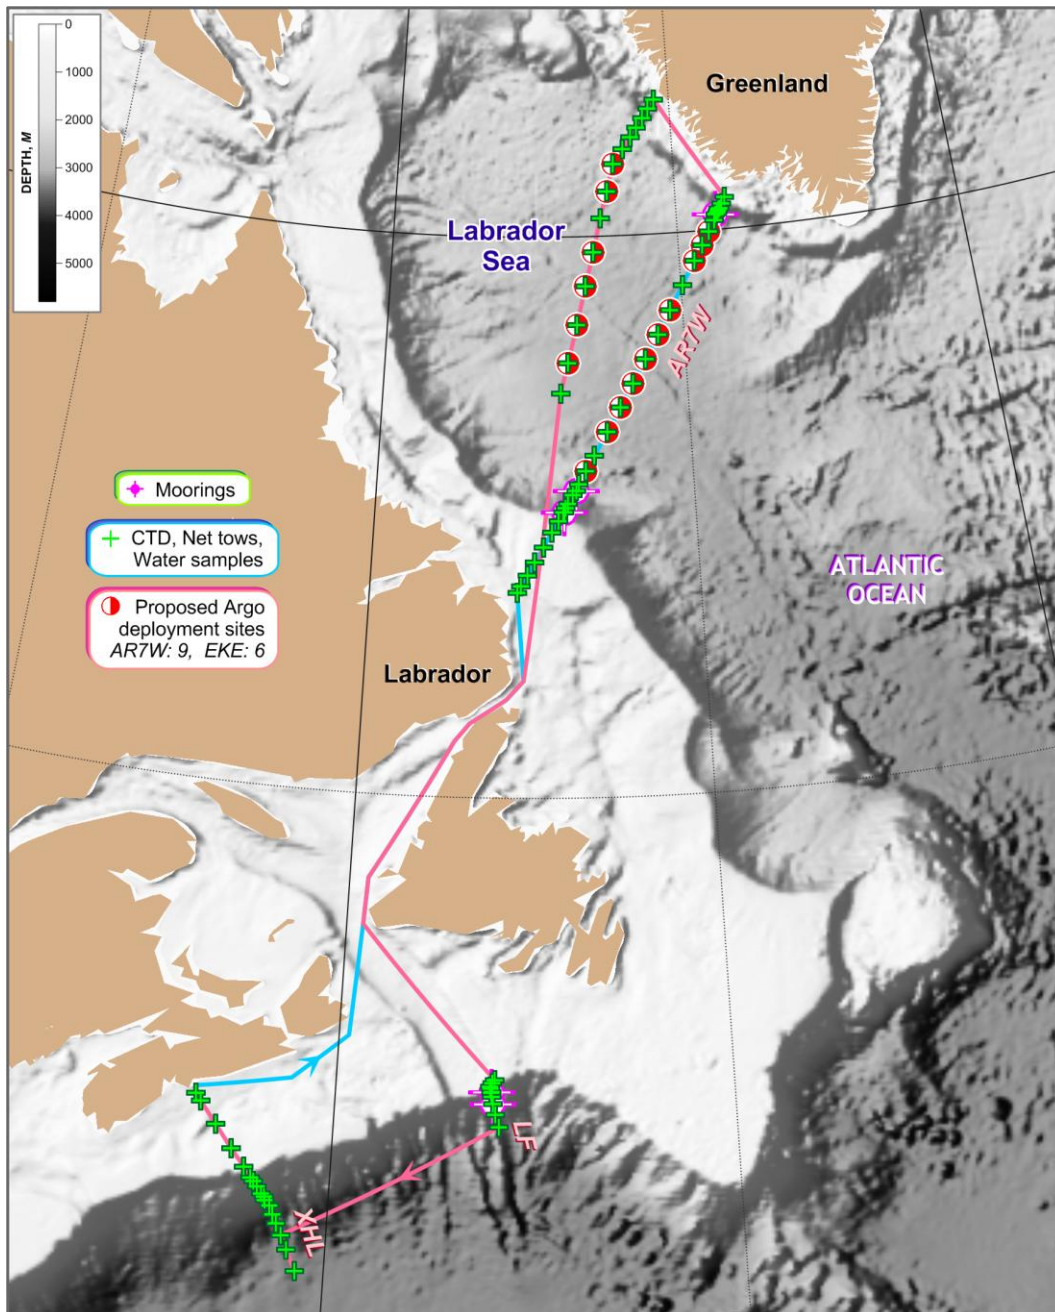 0
1000
2000
3000
4000
5000
DEPTH, M
Greenland
Labrador
Sea
AR7W
Moorings
CTD, Net tows,
Water samples
Proposed Argo
deployment sites
AR7W: 9, EKE: 6
ATLANTIC
OCEAN
Labrador
LF
XHL